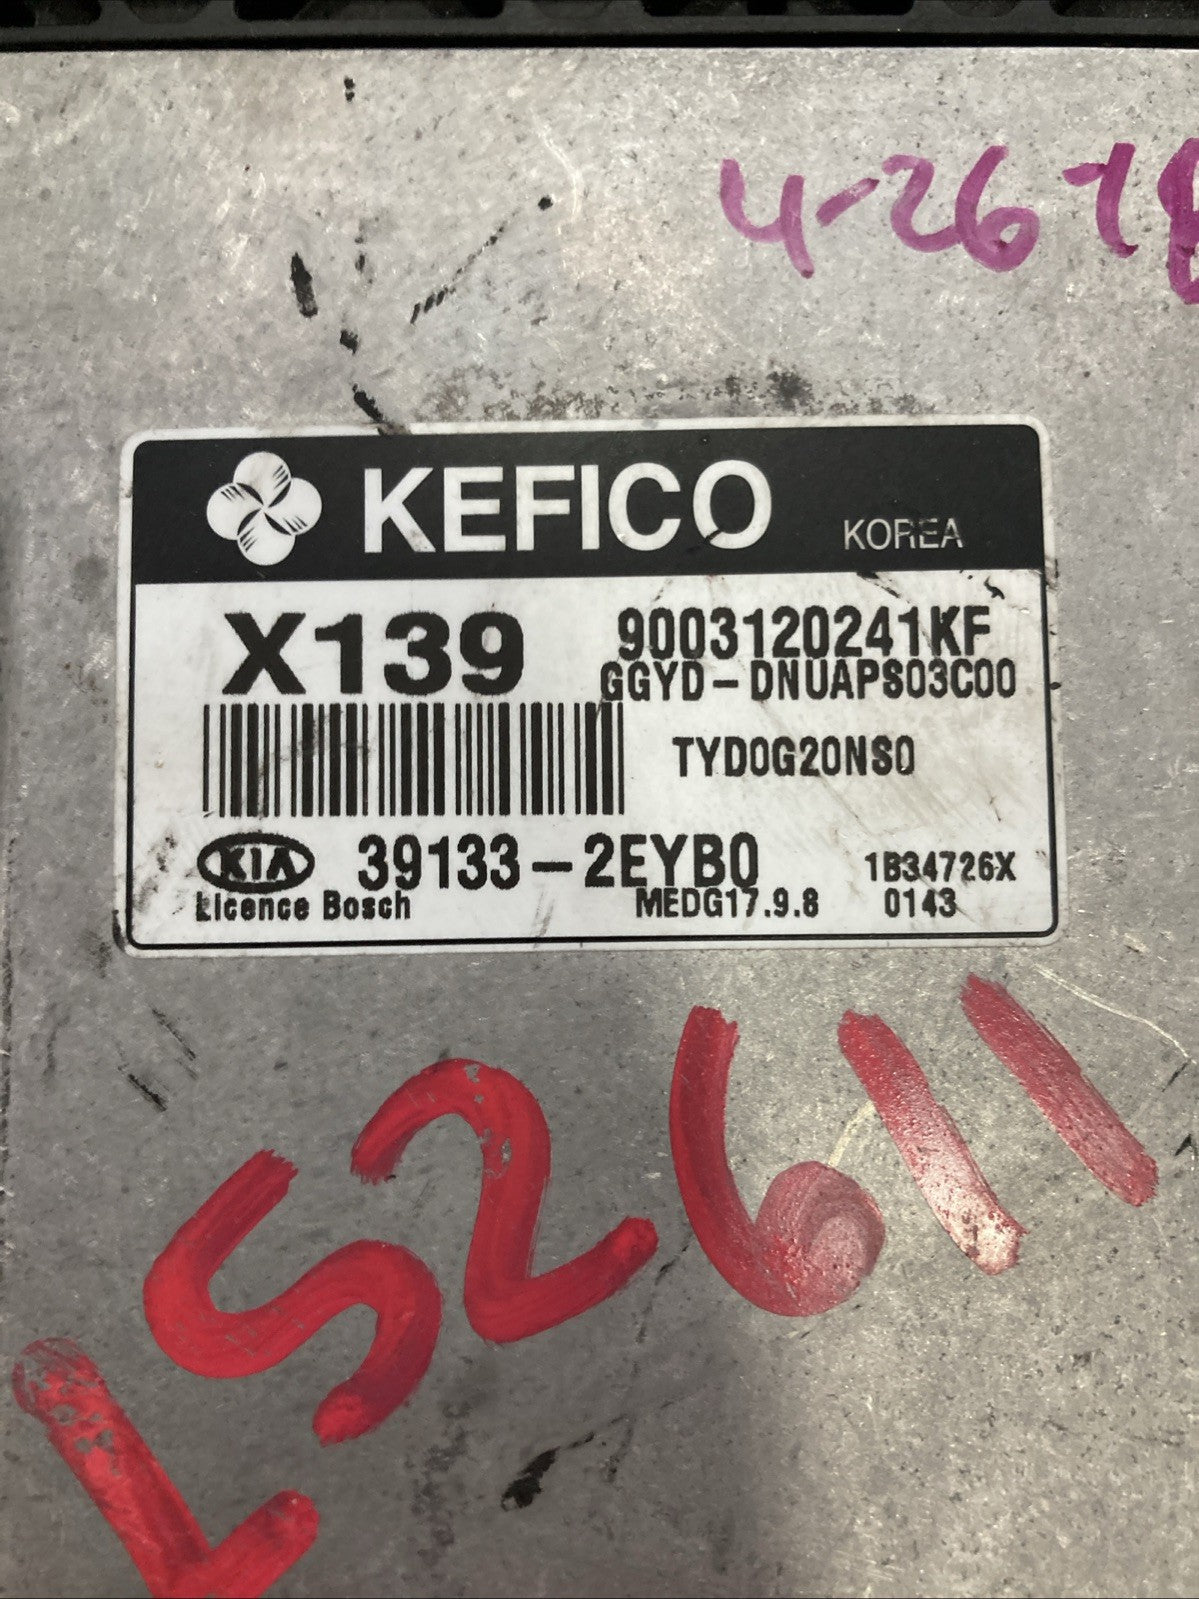 4-26-18
KEFICO KOREA
X139 9003120241KF
GGYD-DNUAPS03C00
TYD0G20NS0
KIA 39133-2EYB0 1B34726X
Licence Bosch MEDG17.9.8 0143
LS2611